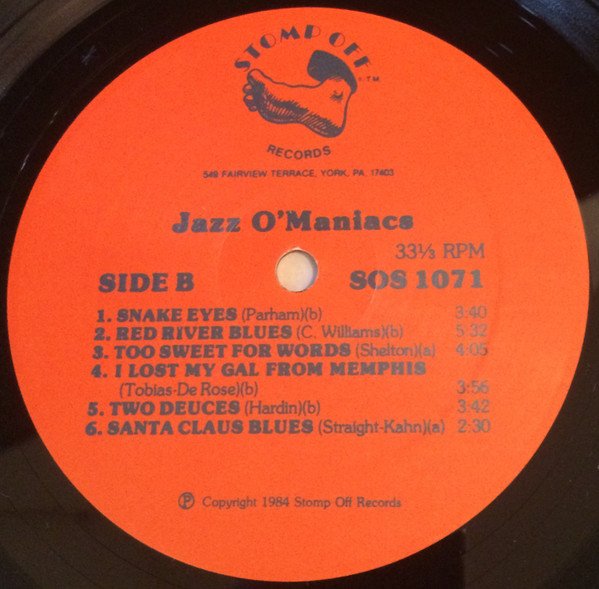 STOMP OFF
®.T.M.
RECORDS
549 FAIRVIEW TERRACE, YORK, PA. 17403
Jazz O'Maniacs
33⅓ RPM
SIDE B SOS 1071
1. SNAKE EYES (Parham)(b) 3:40
2. RED RIVER BLUES (C. Williams)(b) 5:32
3. TOO SWEET FOR WORDS (Shelton)(a) 4:05
4. I LOST MY GAL FROM MEMPHIS
(Tobias-De Rose)(b) 3:56
5. TWO DEUCES (Hardin)(b) 3:42
6. SANTA CLAUS BLUES (Straight-Kahn)(a) 2:30
℗ Copyright 1984 Stomp Off Records